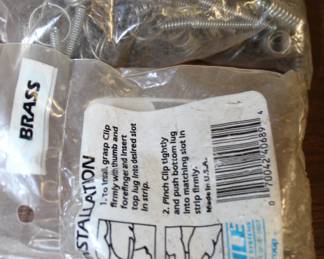 BRASS
INSTALLATION
1. To Install, grasp Clip
firmly with thumb and
forefinger and insert
top lug into desired slot
in strip.
2. Pinch Clip tightly
and push bottom lug
into matching slot in
strip firmly.
Made in U.S.A.
0 70042 40689 4